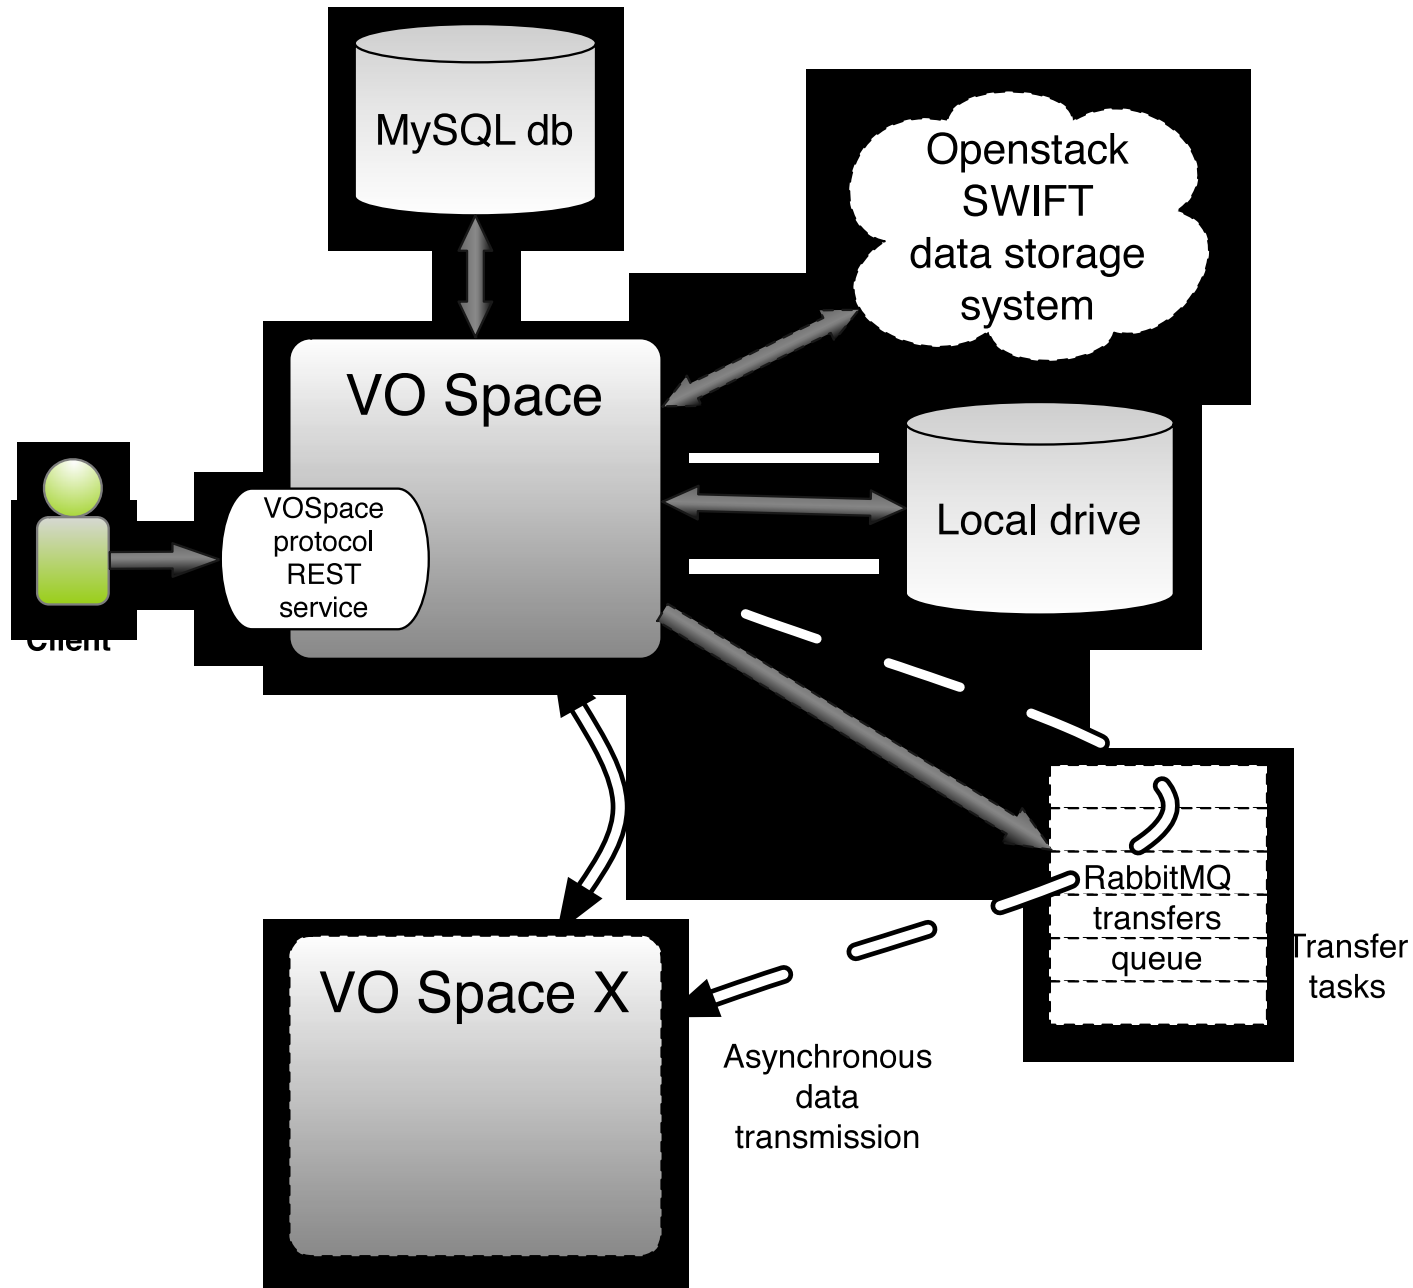 MySQL db
Openstack
SWIFT
data storage
system
VO Space
VOSpace
protocol
REST
service
Local drive
Client
RabbitMQ
transfers
queue
Transfer
tasks
VO Space X
Asynchronous
data
transmission